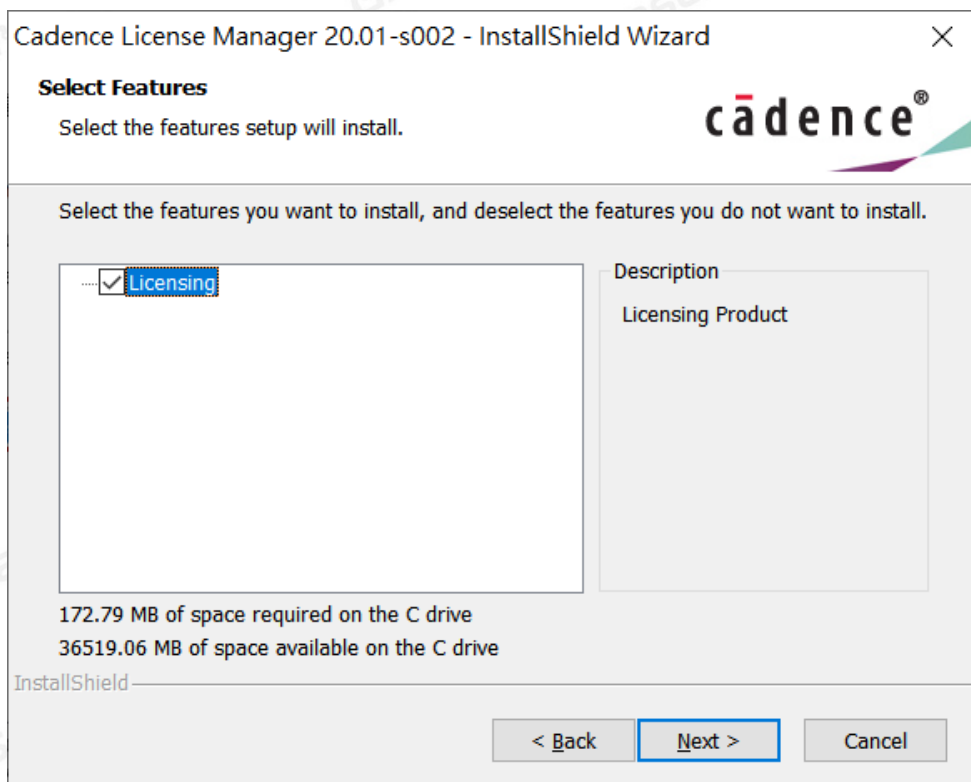 Cadence License Manager 20.01-s002 - InstallShield Wizard
Select Features
Select the features setup will install.
cādence®
Select the features you want to install, and deselect the features you do not want to install.
Licensing
Description
Licensing Product
172.79 MB of space required on the C drive
36519.06 MB of space available on the C drive
InstallShield
< Back
Next >
Cancel